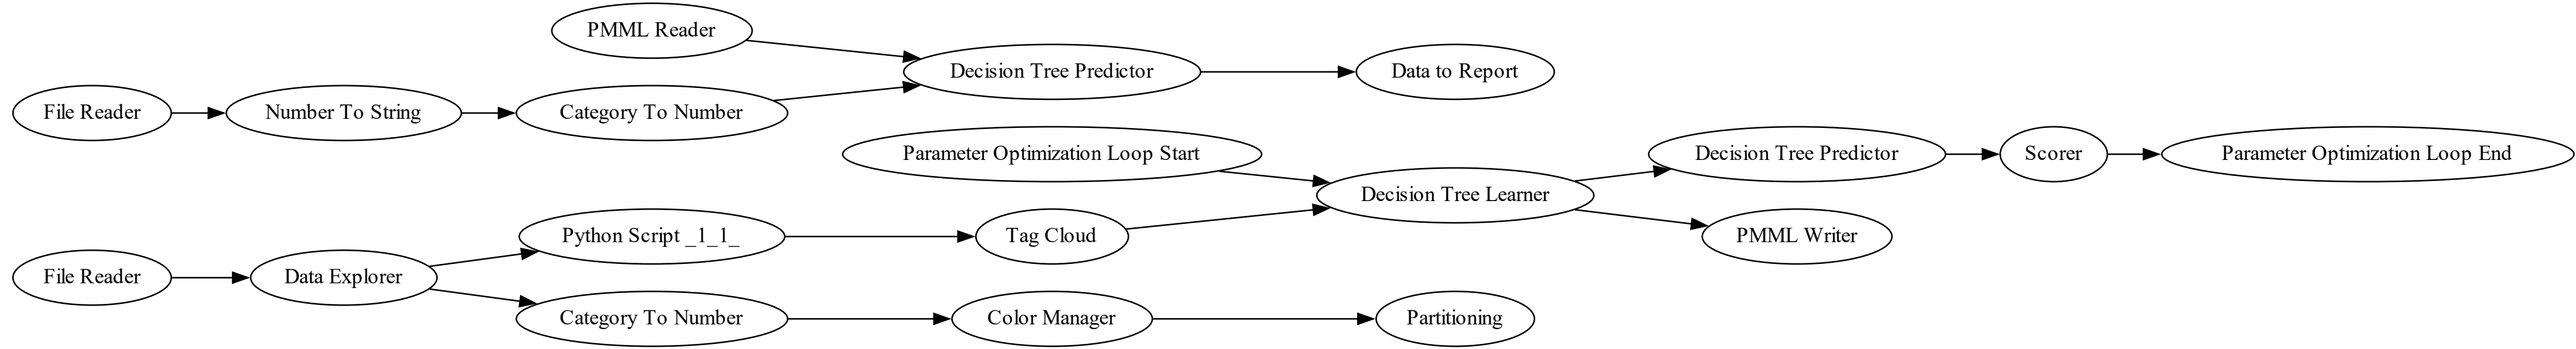 PMML Reader
Decision Tree Predictor
Data to Report
File Reader
Number To String
Category To Number
Parameter Optimization Loop Start
Decision Tree Predictor
Scorer
Parameter Optimization Loop End
Decision Tree Learner
Python Script _1_1_
Tag Cloud
PMML Writer
File Reader
Data Explorer
Category To Number
Color Manager
Partitioning